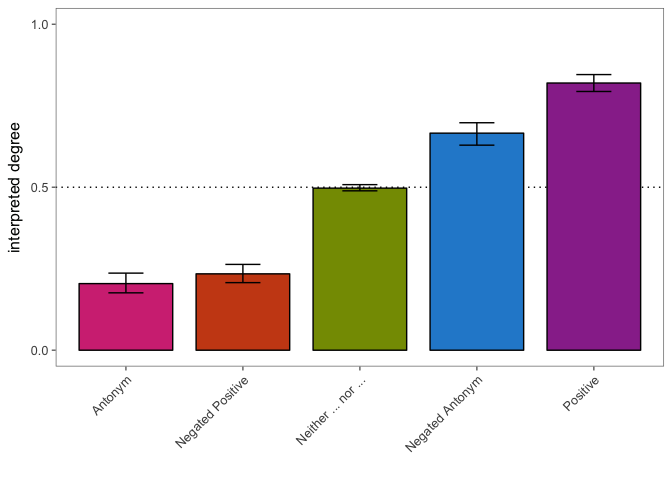 1.0
0.5
0.0
interpreted degree
Antonym
Negated Positive
Neither ... nor ...
Negated Antonym
Positive